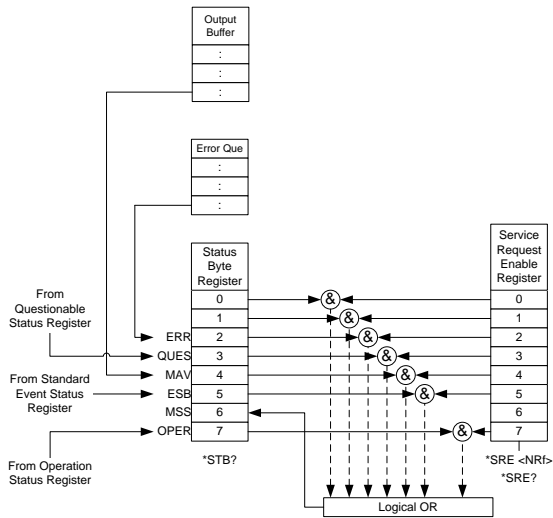 Output
Buffer
:
:
:
Error Que
:
:
:
Status
Byte
Register
0
1
2
3
4
5
6
7
*STB?
From
Questionable
Status Register
From Standard
Event Status
Register
From Operation
Status Register
ERR
QUES
MAV
ESB
MSS
OPER
&
&
&
&
&
&
&
Service
Request
Enable
Register
0
1
2
3
4
5
6
7
*SRE <NRf>
*SRE?
Logical OR